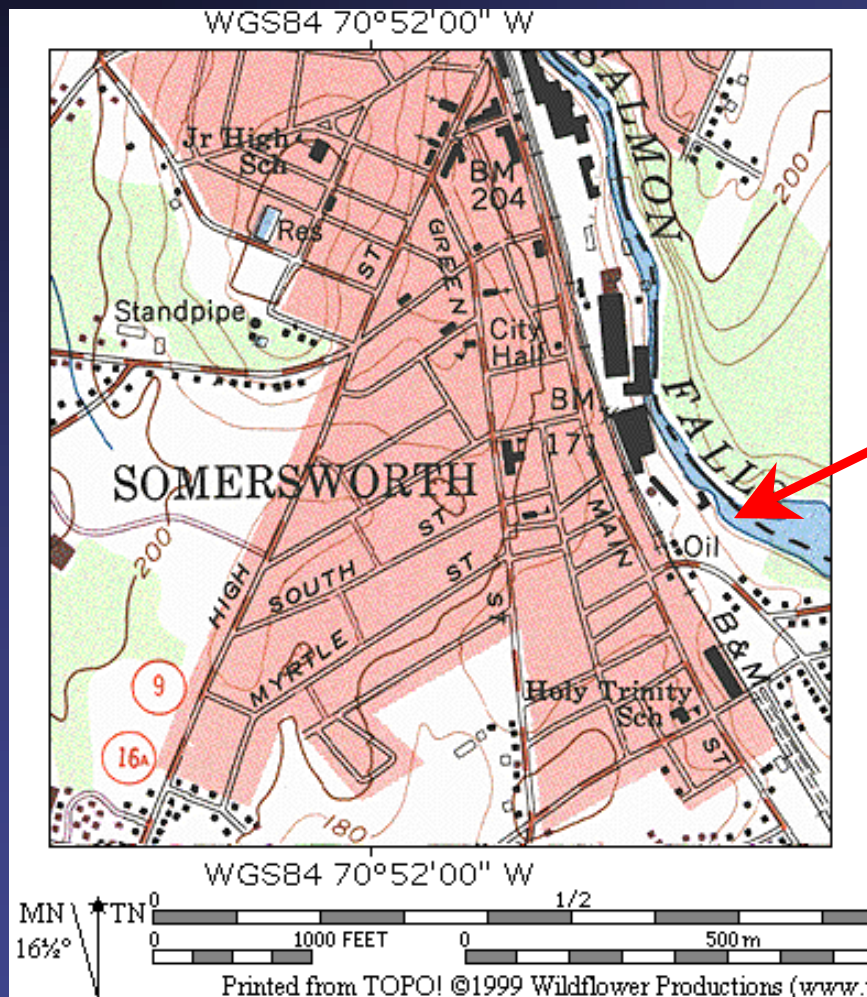 WGS84 70°52'00" W
SALMON
Jr High
Sch
BM
204
200
Res
ST
GREEN
Standpipe
City
Hall
FALLS
BM
173
SOMERSWORTH
ST
MAIN
200
Oil
SOUTH
ST
HIGH
ST
B&M
MYRTLE
9
Holy Trinity
Sch
16A
ST
180
WGS84 70°52'00" W
MN TN 0 1/2
16½° 0 1000 FEET 0 500 m
Printed from TOPO! ©1999 Wildflower Productions (www.